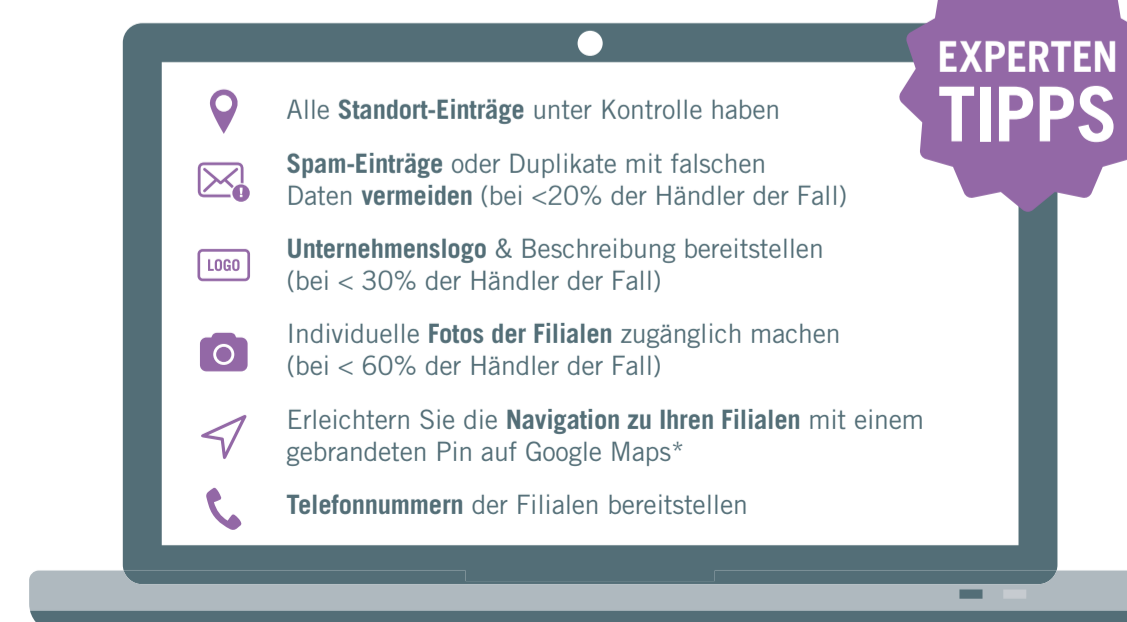 EXPERTEN
TIPPS
Alle Standort-Einträge unter Kontrolle haben
Spam-Einträge oder Duplikate mit falschen
Daten vermeiden (bei <20% der Händler der Fall)
LOGO
Unternehmenslogo & Beschreibung bereitstellen
(bei < 30% der Händler der Fall)
Individuelle Fotos der Filialen zugänglich machen
(bei < 60% der Händler der Fall)
Erleichtern Sie die Navigation zu Ihren Filialen mit einem
gebrandeten Pin auf Google Maps*
Telefonnummern der Filialen bereitstellen